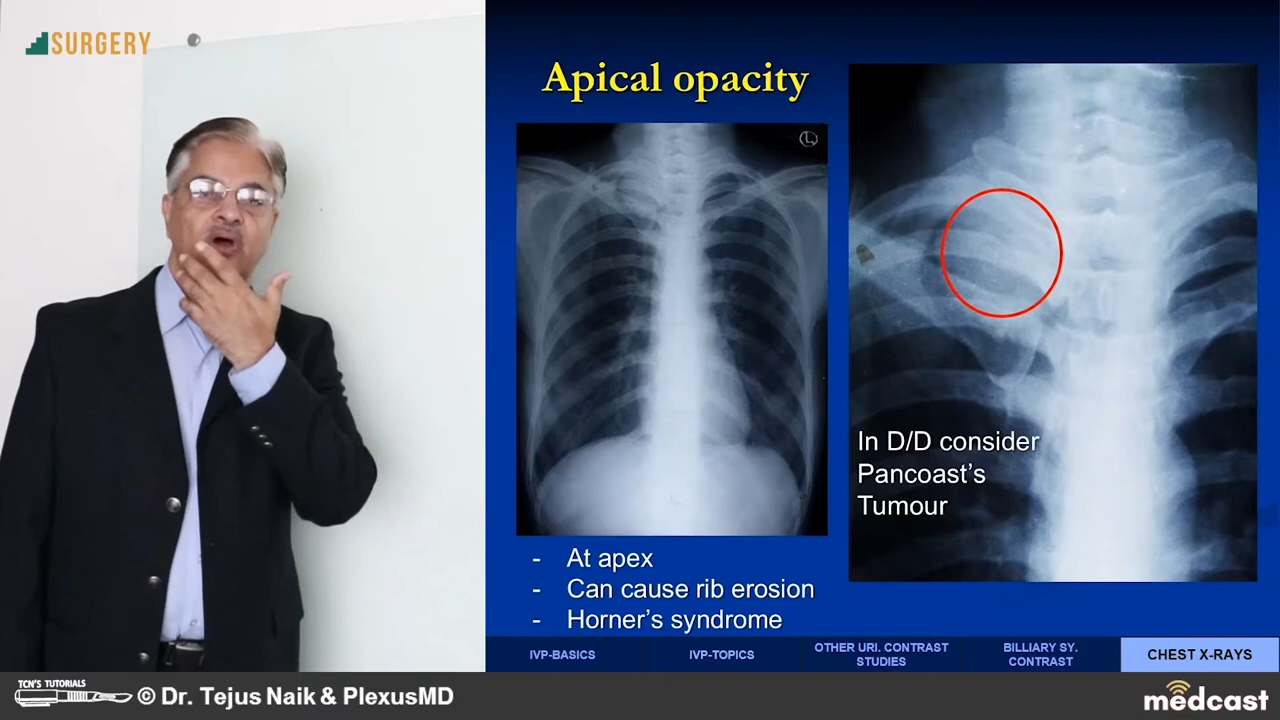 SURGERY
Apical opacity
L
In D/D consider
Pancoast's
Tumour
- At apex
- Can cause rib erosion
- Horner's syndrome
IVP-BASICS
IVP-TOPICS
OTHER URI. CONTRAST
STUDIES
BILLIARY SY.
CONTRAST
CHEST X-RAYS
TCN'S TUTORIALS
© Dr. Tejus Naik & PlexusMD
medcast